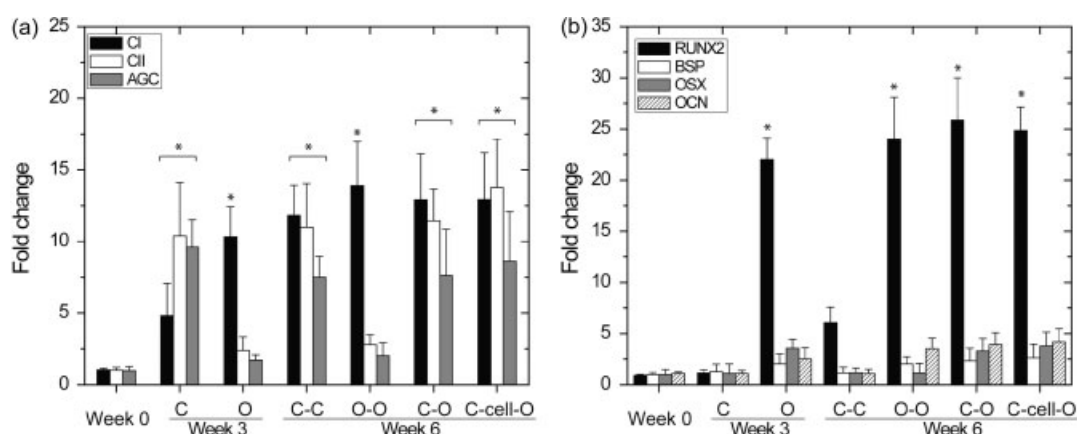 (a)
25
20
15
10
5
0
Fold change
CI
CII
AGC
*
*
*
*
*
*
Week 0
C
O
C-C
O-O
C-O
C-cell-O
Week 3
Week 6
(b)
35
30
25
20
15
10
5
0
Fold change
RUNX2
BSP
OSX
OCN
*
*
*
*
Week 0
C
O
C-C
O-O
C-O
C-cell-O
Week 3
Week 6